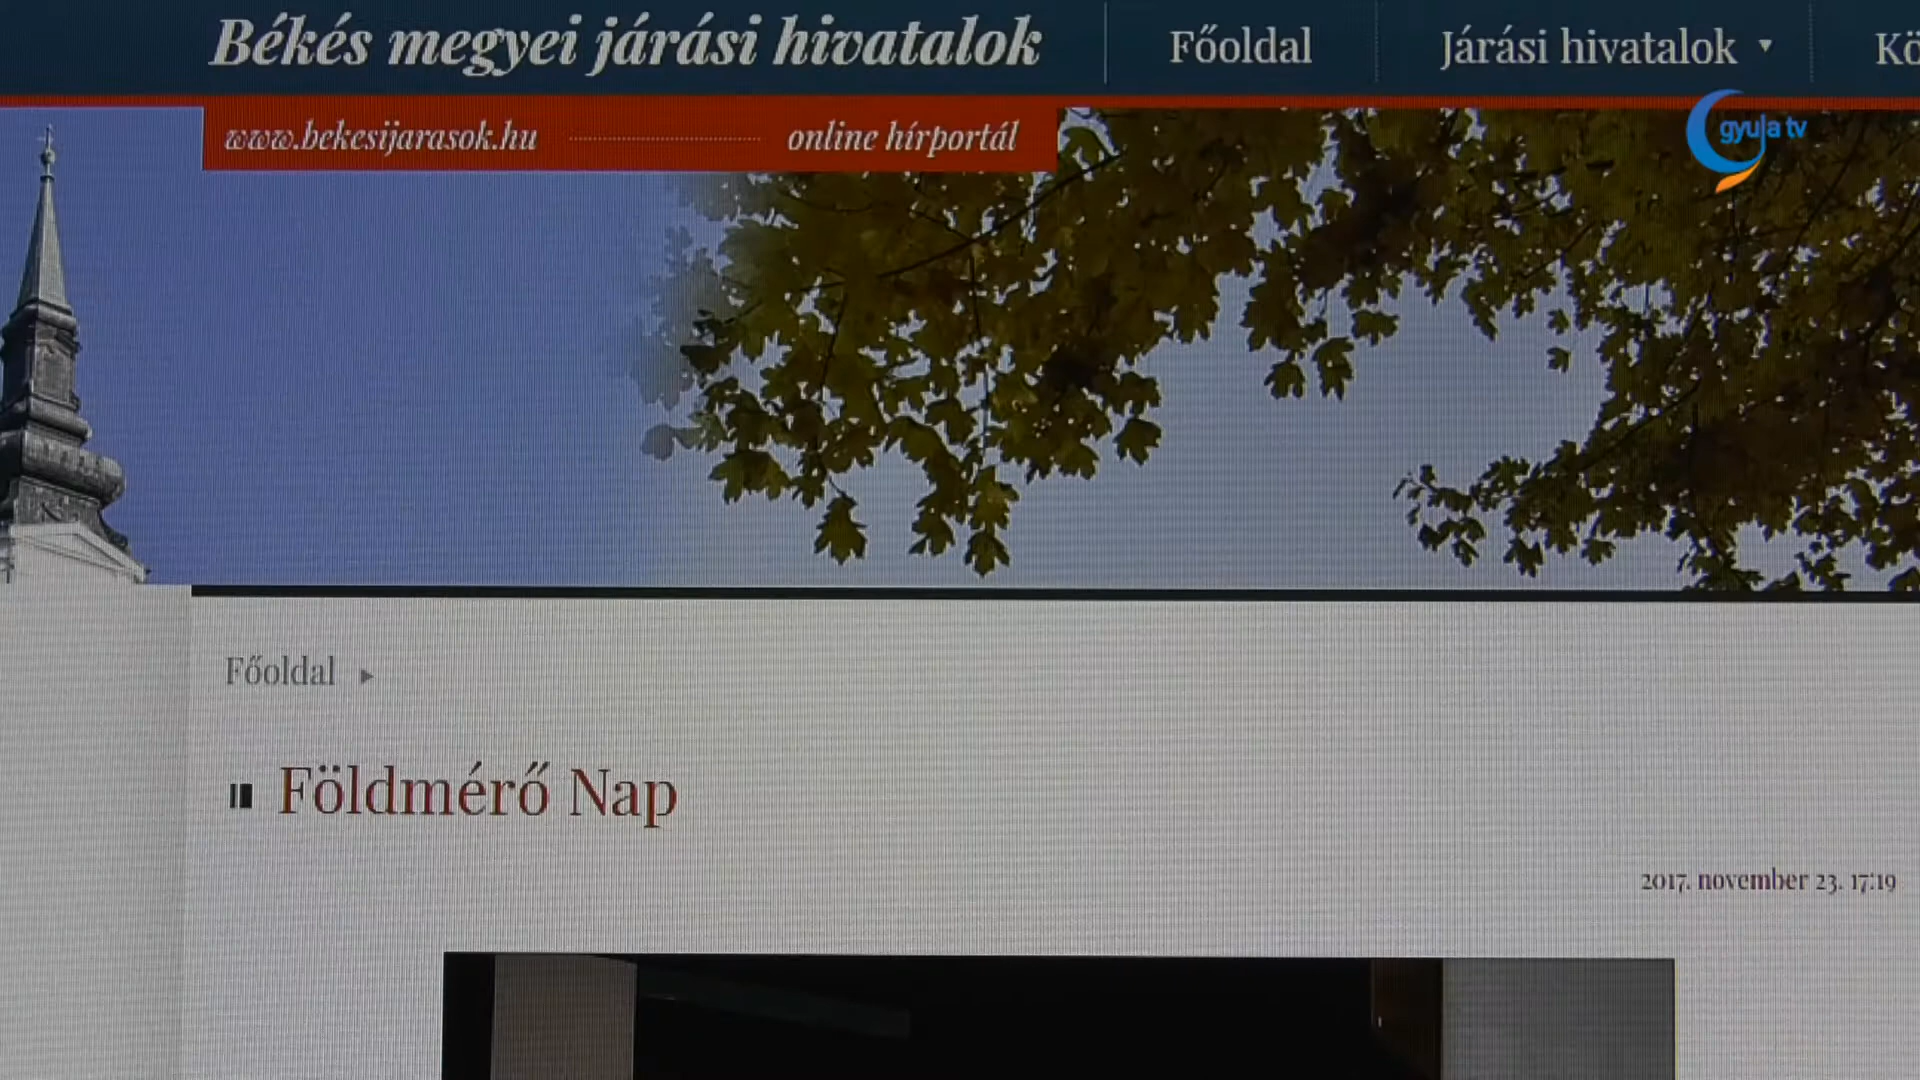 Békés megyei járási hivatalok
Főoldal
Járási hivatalok
www.bekesijarasok.hu
online hírportál
gyula tv
Főoldal
Földmérő Nap
2017. november 23. 17:19